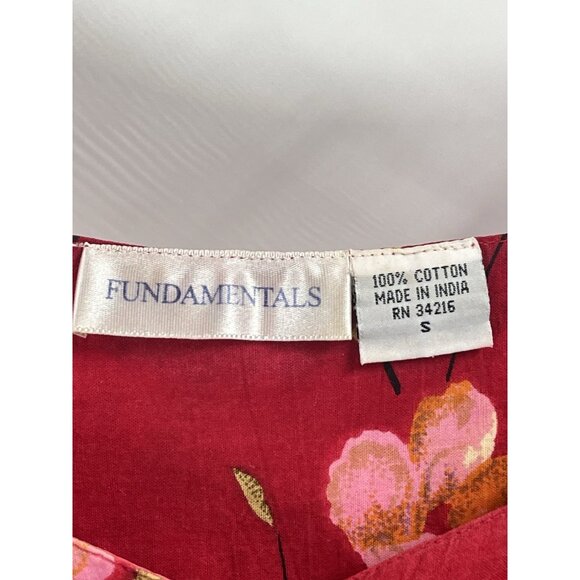 FUNDAMENTALS
100% COTTON
MADE IN INDIA
RN 34216
S